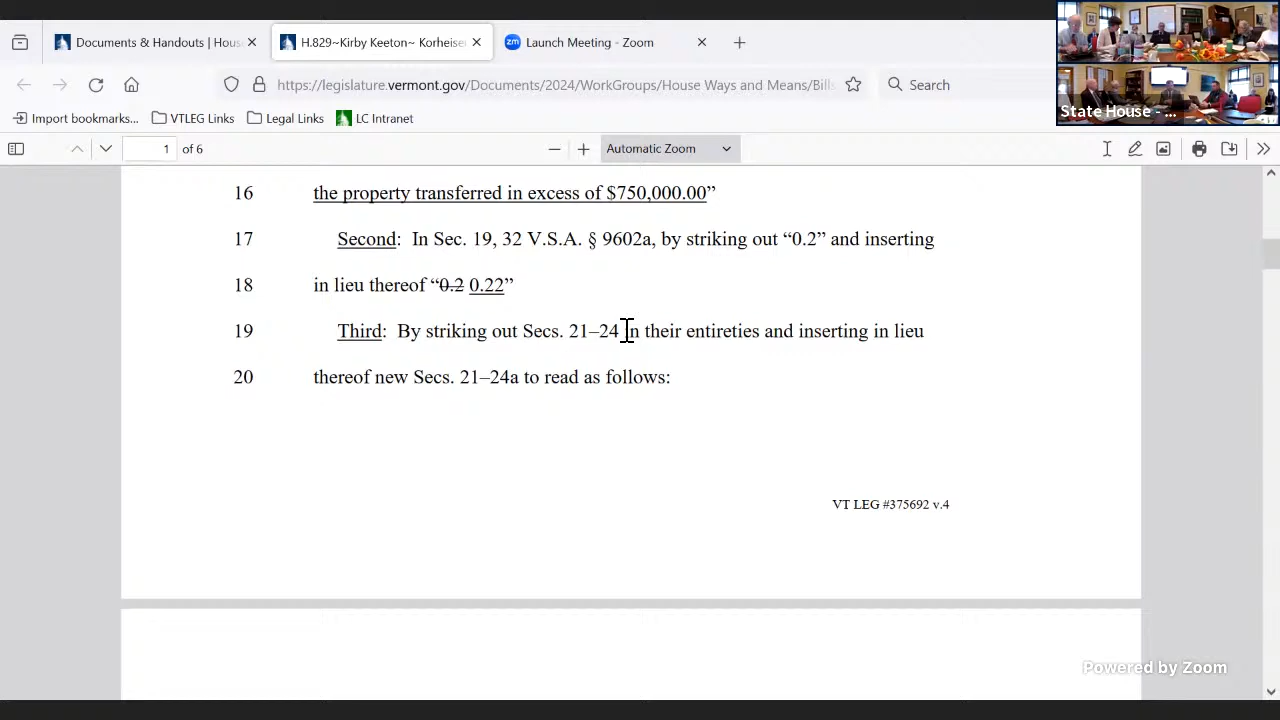 Documents & Handouts | Hous
H.829~Kirby Keeton~ Korheise
Launch Meeting - Zoom
https://legislature.vermont.gov/Documents/2024/WorkGroups/House Ways and Means/Bills
Search
Import bookmarks...
VTLEG Links
Legal Links
LC Intranet
State House - ...
1 of 6
Automatic Zoom
16 the property transferred in excess of $750,000.00”
17 Second: In Sec. 19, 32 V.S.A. § 9602a, by striking out “0.2” and inserting
18 in lieu thereof “0.2 0.22”
19 Third: By striking out Secs. 21–24 in their entireties and inserting in lieu
20 thereof new Secs. 21–24a to read as follows:
VT LEG #375692 v.4
Powered by Zoom